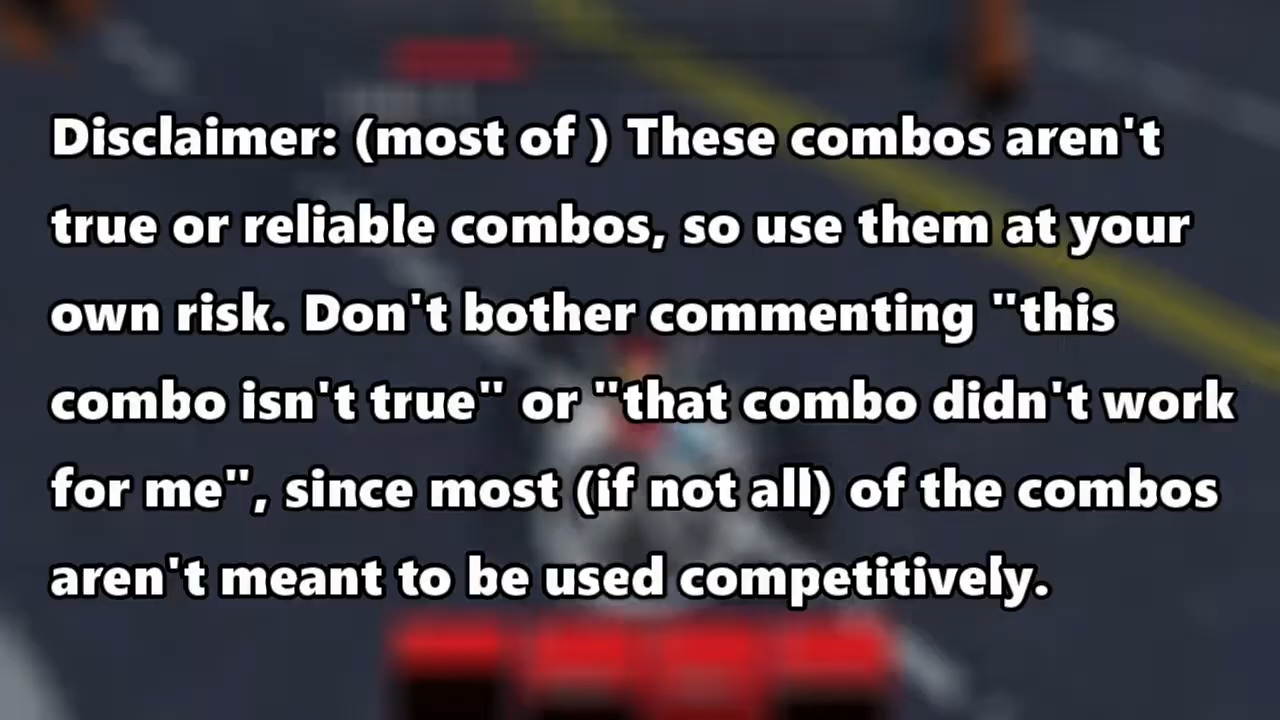 Disclaimer: (most of ) These combos aren't
true or reliable combos, so use them at your
own risk. Don't bother commenting "this
combo isn't true" or "that combo didn't work
for me", since most (if not all) of the combos
aren't meant to be used competitively.